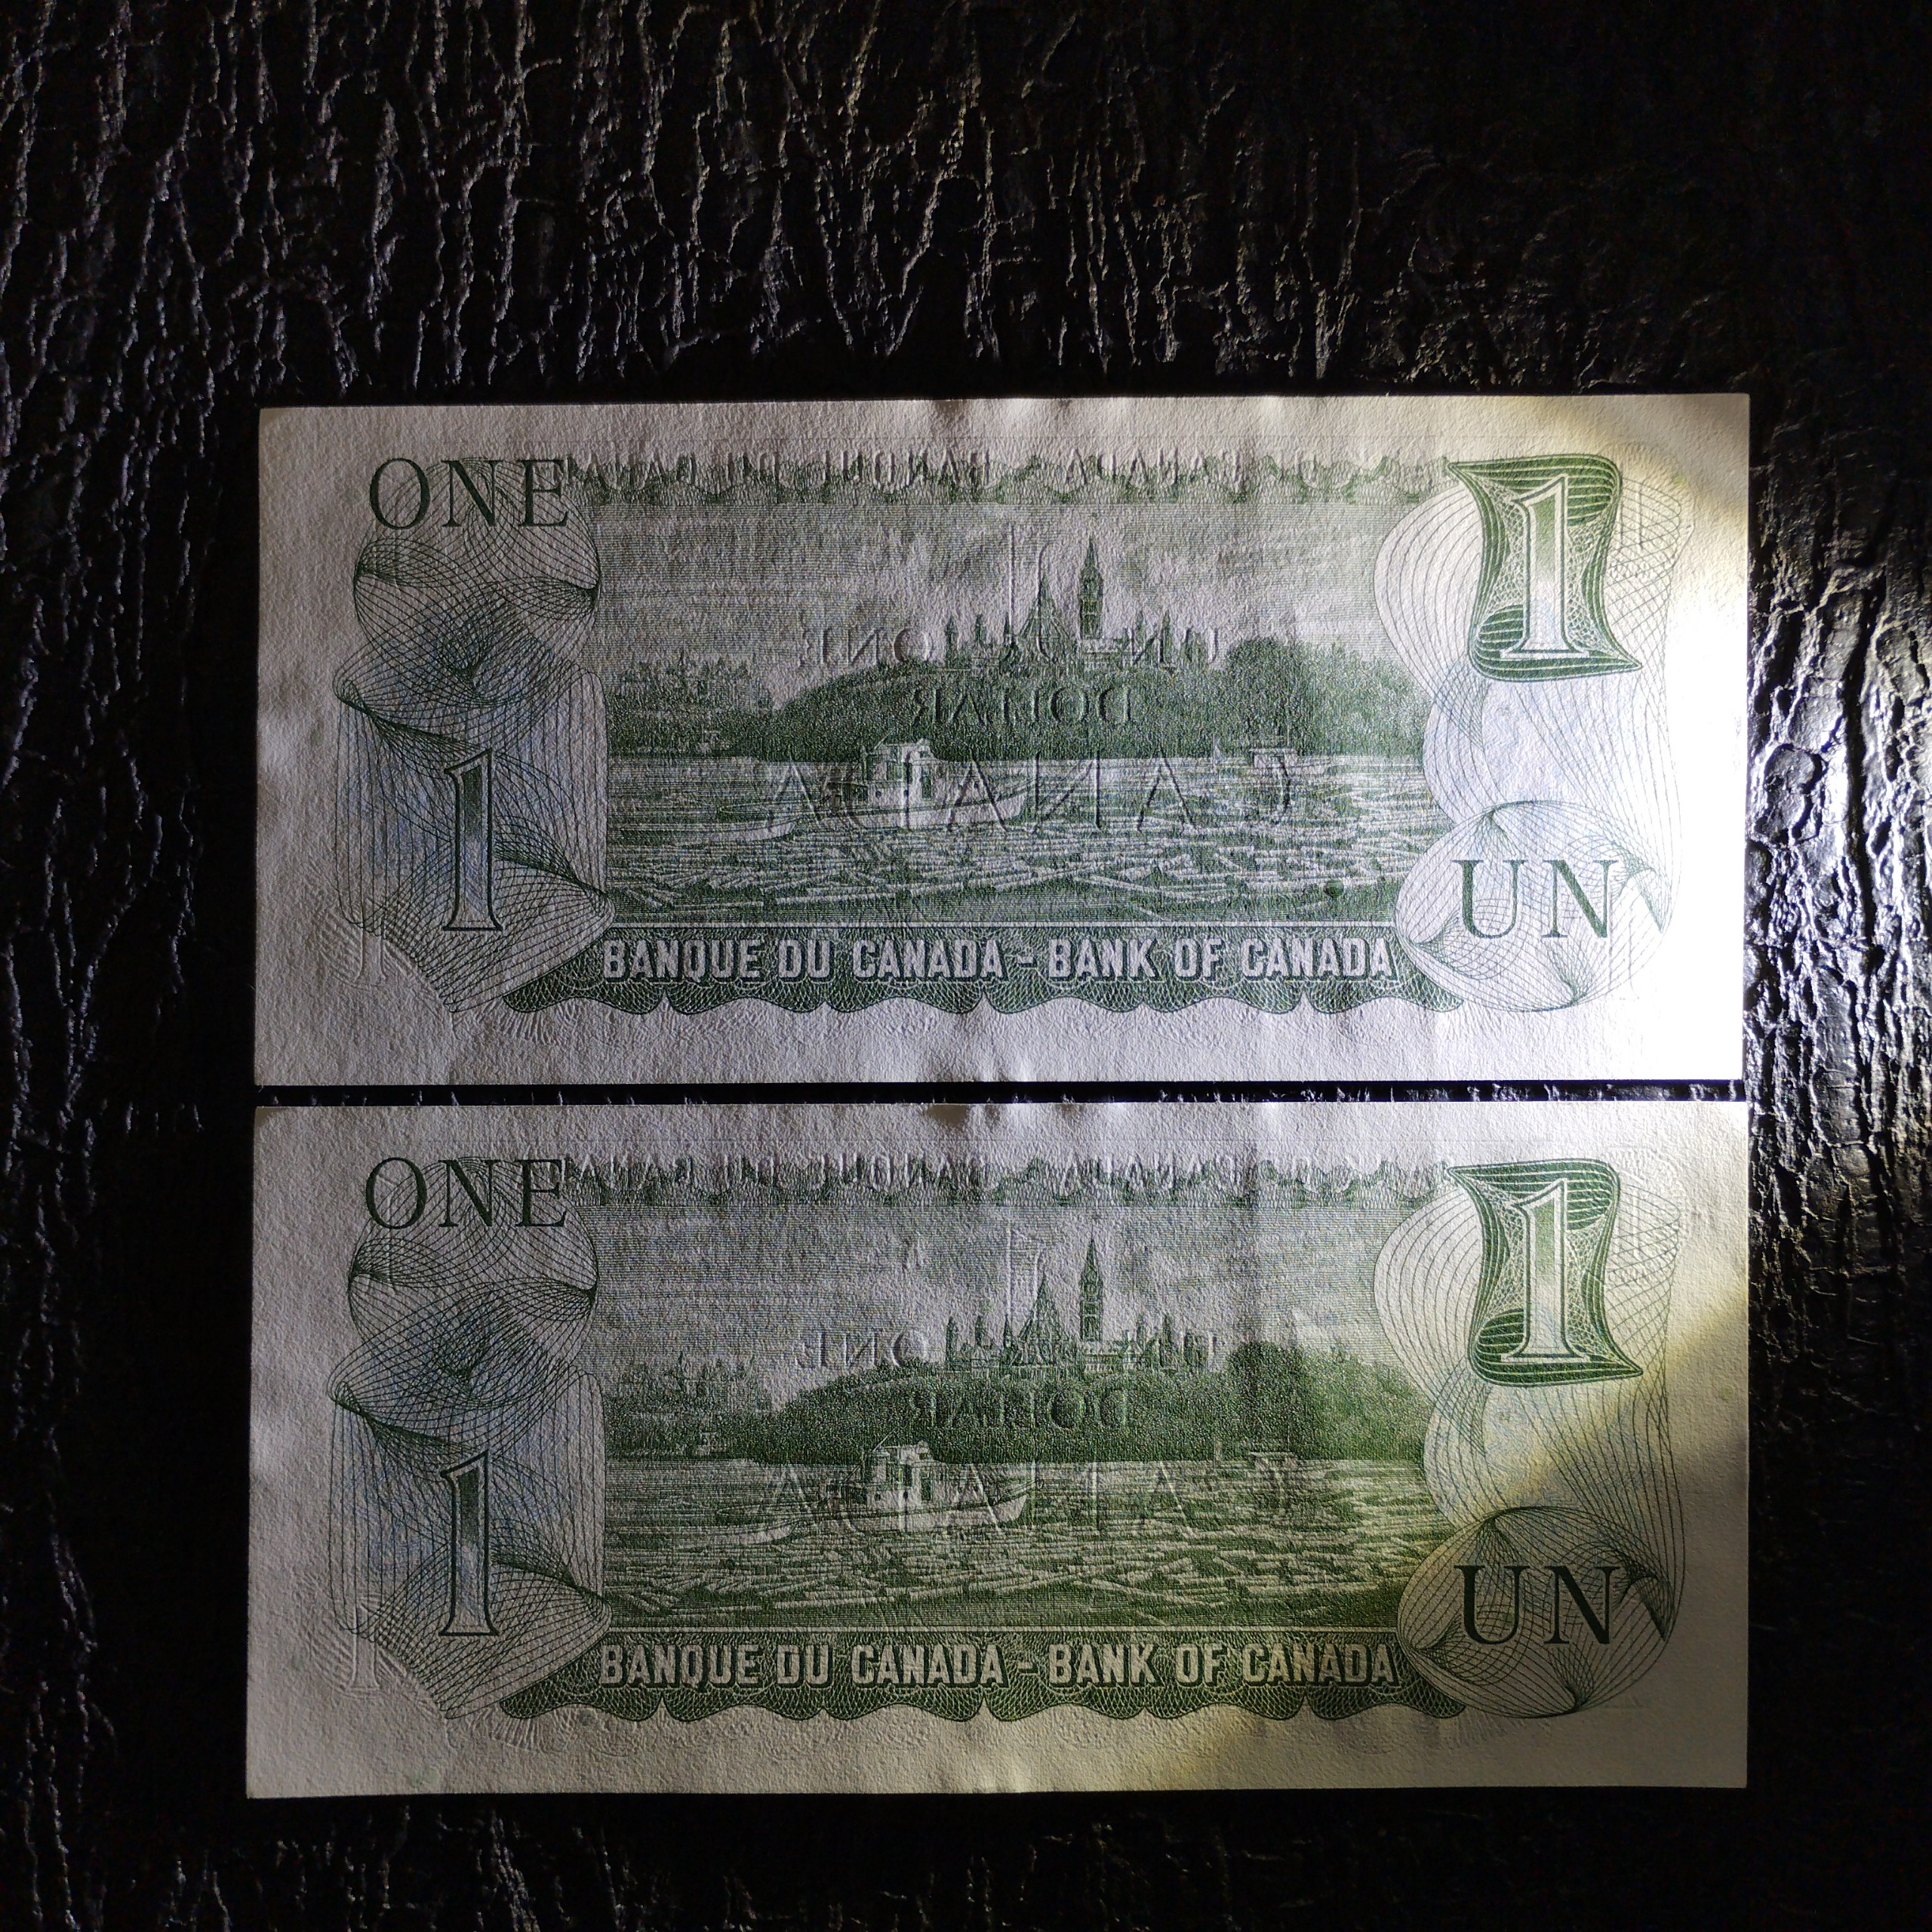 ONE
1
1
UN
BANQUE DU CANADA - BANK OF CANADA
ONE
1
1
UN
BANQUE DU CANADA - BANK OF CANADA